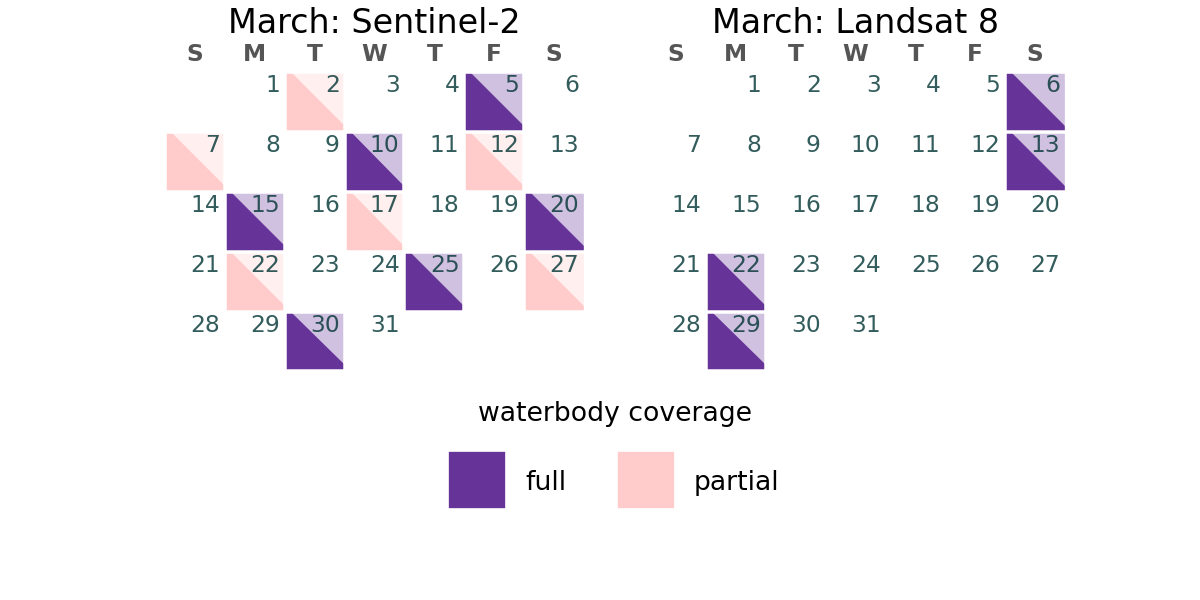 March: Sentinel-2
S M T W T F S
1 2 3 4 5 6
7 8 9 10 11 12 13
14 15 16 17 18 19 20
21 22 23 24 25 26 27
28 29 30 31
March: Landsat 8
S M T W T F S
1 2 3 4 5 6
7 8 9 10 11 12 13
14 15 16 17 18 19 20
21 22 23 24 25 26 27
28 29 30 31
waterbody coverage
full
partial